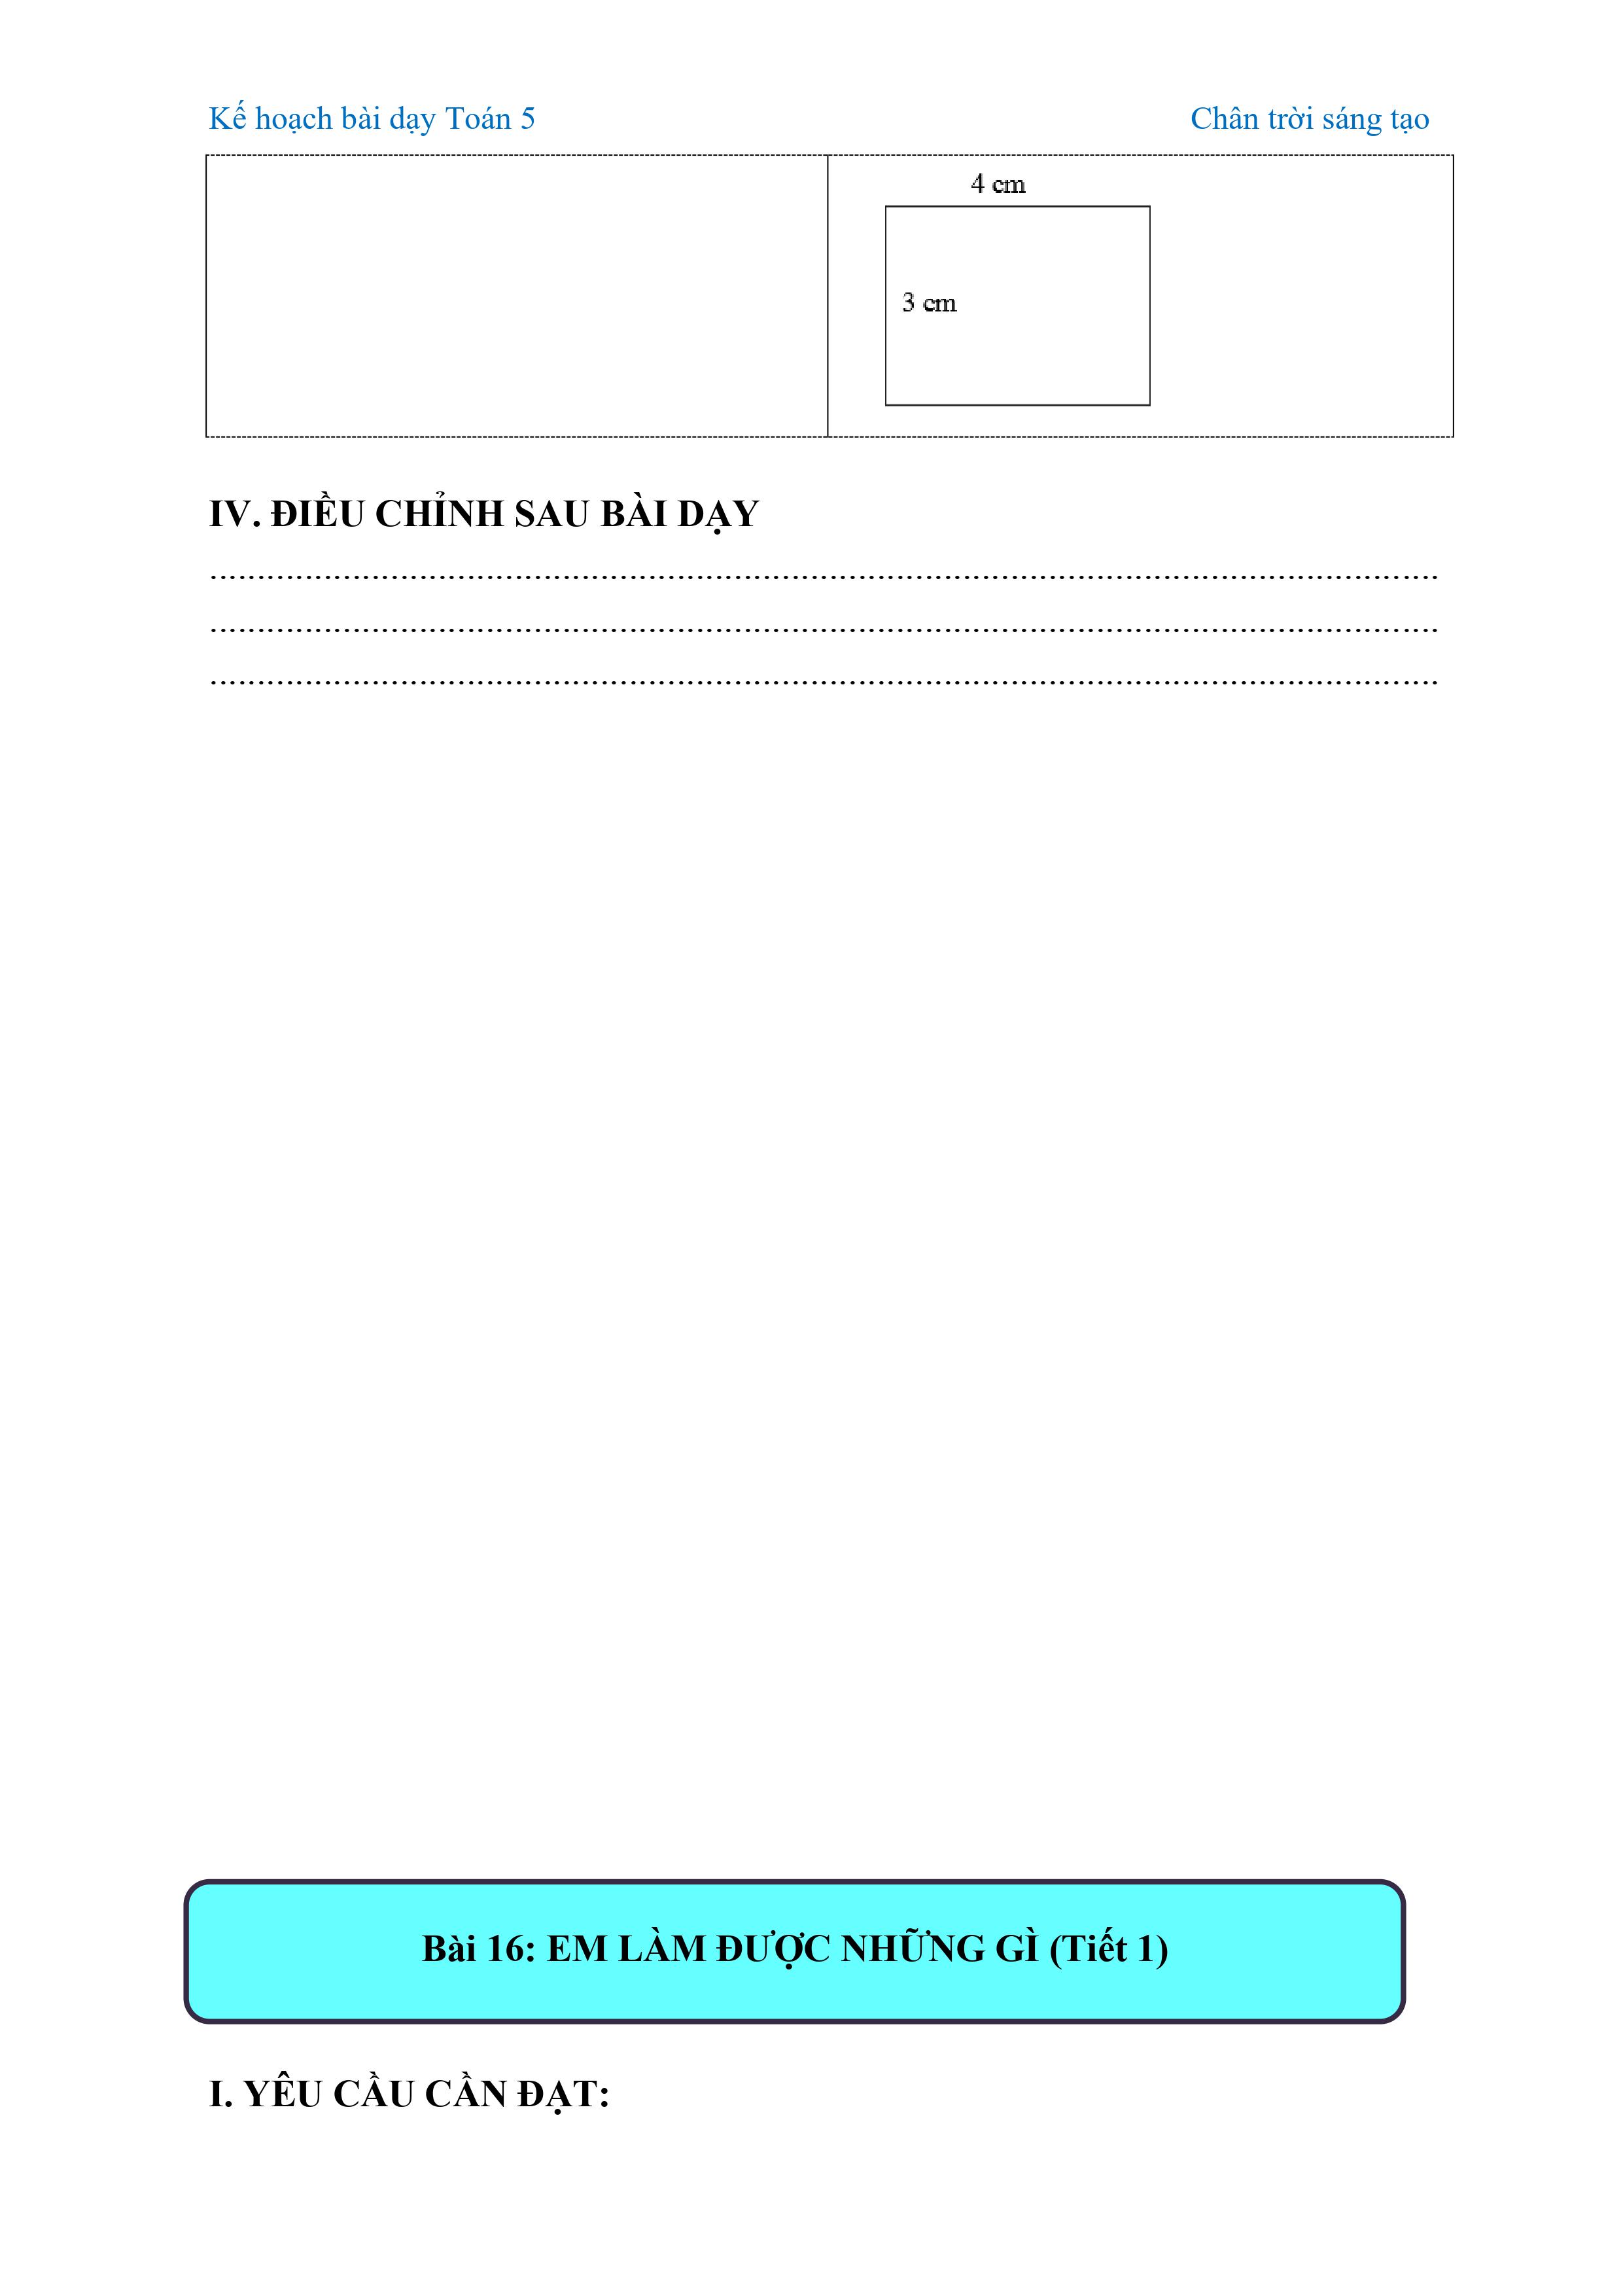 Kế hoạch bài dạy Toán 5 Chân trời sáng tạo
4 cm
3 cm
IV. ĐIỀU CHỈNH SAU BÀI DẠY
................................................................................................................................
................................................................................................................................
................................................................................................................................
Bài 16: EM LÀM ĐƯỢC NHỮNG GÌ (Tiết 1)
I. YÊU CẦU CẦN ĐẠT: